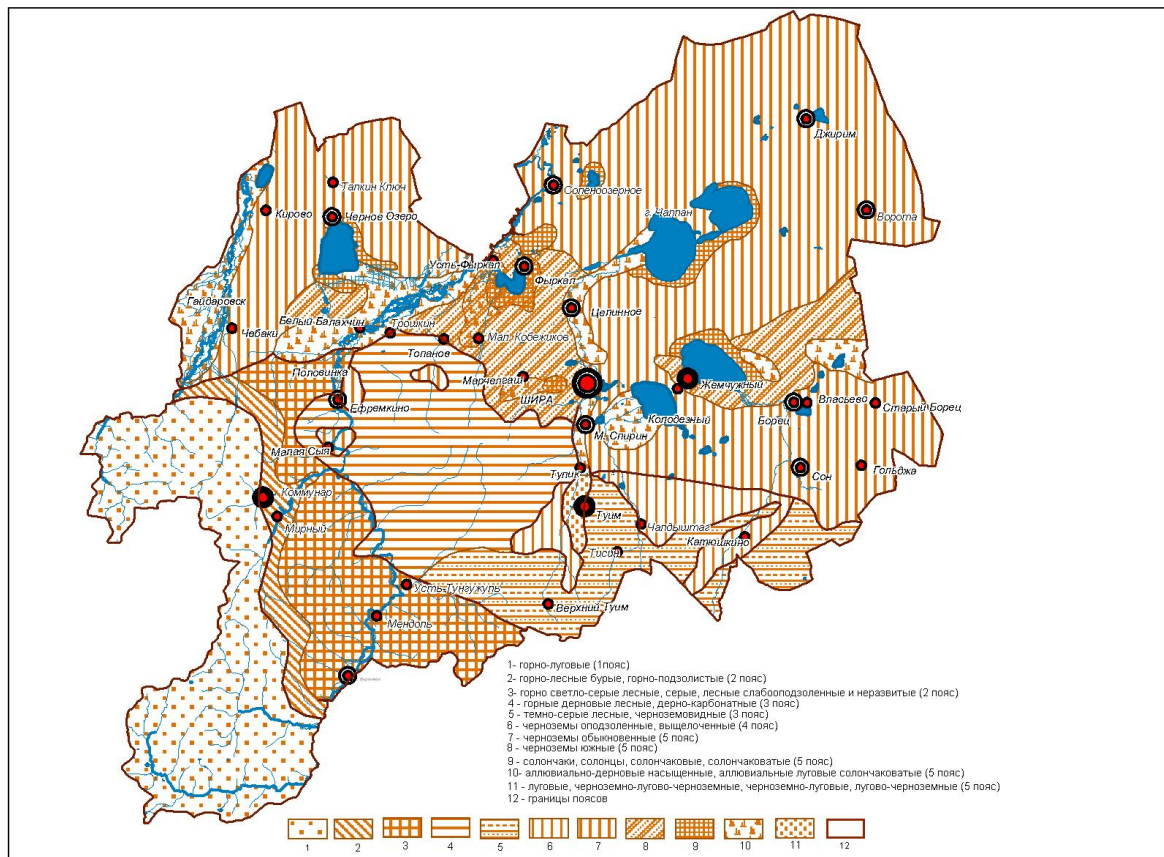 Джирим
Талкин Ключ
Соленоозерное
Кирово
Черное Озеро
Ворота
г. Чалпан
Усть-Фыркал
Фыркал
Гайдаровск
Целинное
Белый Балахчин
Чебаки
Трошкин
Мал. Кобежиков
Топанов
Половинка
Марчелгаш
Жемчужный
ШИРА
Ефремкино
Колодезный
Борец
Власьево
Старый Борец
М. Спирин
Малая Сыя
Тупик
Сон
Гольджа
Коммунар
Туим
Мирный
Чалдыштаг
Катюшкино
Тисин
Усть-Тунгужуль
Верхний Туим
Мендоль
1- горно-луговые (1пояс)
2- горно-лесные бурые, горно-подзолистые (2 пояс)
3- горно светло-серые лесные, серые, лесные слабооподзоленные и неразвитые (2 пояс)
4 - горные дерновые лесные, дерно-карбонатные (3 пояс)
5 - темно-серые лесные, черноземовидные (3 пояс)
6 - черноземы оподзоленные, выщелоченные (4 пояс)
7 - черноземы обыкновенные (5 пояс)
8 - черноземы южные (5 пояс)
9 - солончаки, солонцы, солончаковые, солончаковатые (5 пояс)
10- аллювиально-дерновые насыщенные, аллювиальные луговые солончаковатые (5 пояс)
11 - луговые, черноземно-лугово-черноземные, черноземно-луговые, лугово-черноземные (5 пояс)
12 - границы поясов
1 2 3 4 5 6 7 8 9 10 11 12